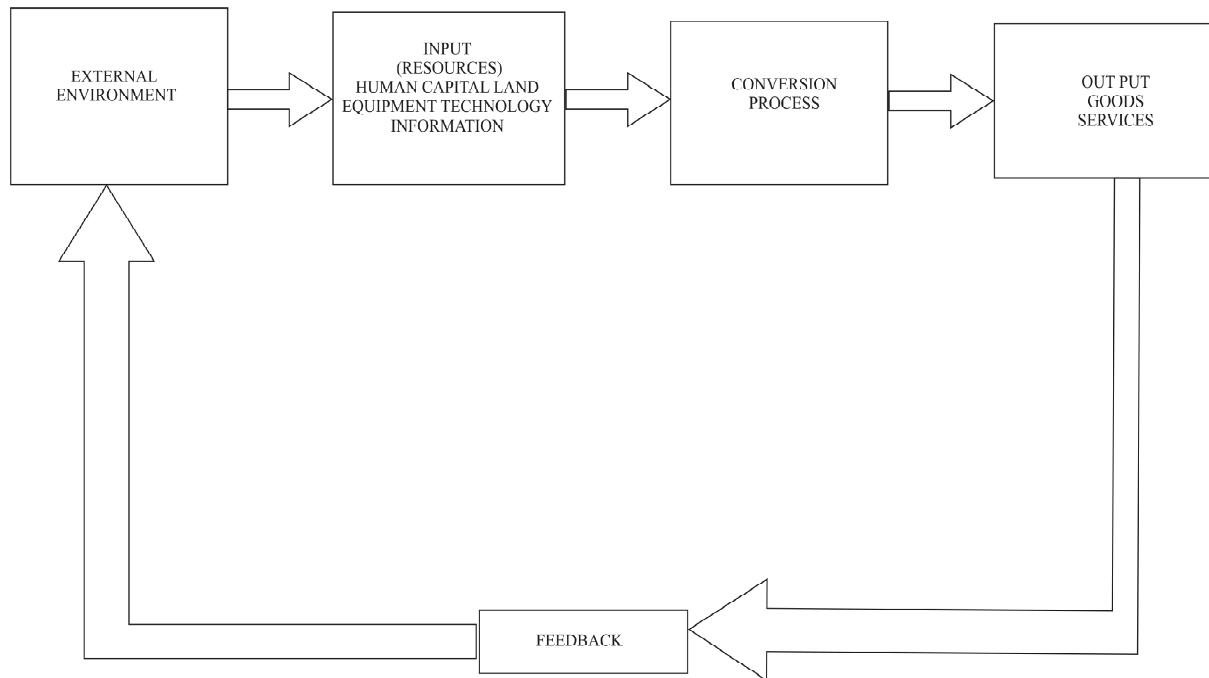 EXTERNAL
ENVIRONMENT
INPUT
(RESOURCES)
HUMAN CAPITAL LAND
EQUIPMENT TECHNOLOGY
INFORMATION
CONVERSION
PROCESS
OUT PUT
GOODS
SERVICES
FEEDBACK